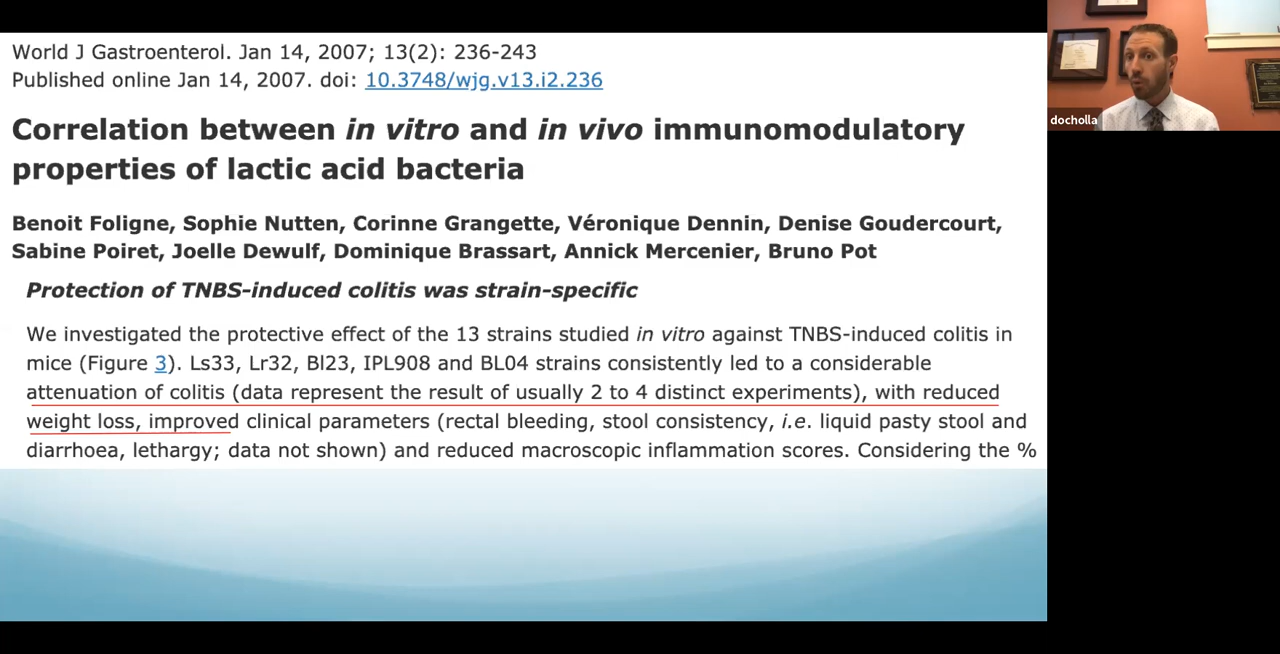 World J Gastroenterol. Jan 14, 2007; 13(2): 236-243
Published online Jan 14, 2007. doi: 10.3748/wjg.v13.i2.236
Correlation between in vitro and in vivo immunomodulatory
properties of lactic acid bacteria
Benoit Foligne, Sophie Nutten, Corinne Grangette, Véronique Dennin, Denise Goudercourt,
Sabine Poiret, Joelle Dewulf, Dominique Brassart, Annick Mercenier, Bruno Pot
Protection of TNBS-induced colitis was strain-specific
We investigated the protective effect of the 13 strains studied in vitro against TNBS-induced colitis in
mice (Figure 3). Ls33, Lr32, Bl23, IPL908 and BL04 strains consistently led to a considerable
attenuation of colitis (data represent the result of usually 2 to 4 distinct experiments), with reduced
weight loss, improved clinical parameters (rectal bleeding, stool consistency, i.e. liquid pasty stool and
diarrhoea, lethargy; data not shown) and reduced macroscopic inflammation scores. Considering the %
docholla